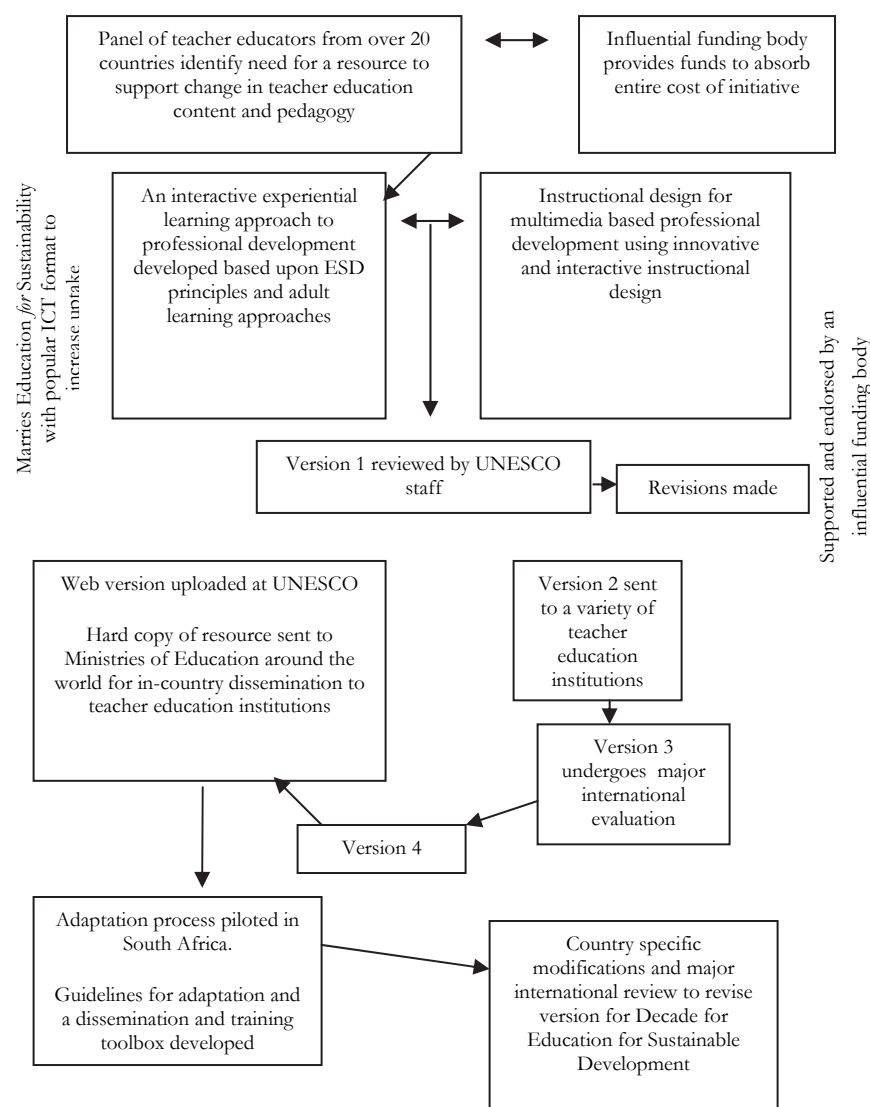 Panel of teacher educators from over 20
countries identify need for a resource to
support change in teacher education
content and pedagogy
Influential funding body
provides funds to absorb
entire cost of initiative
Marries Education for Sustainability
with popular ICT format to
increase uptake
An interactive experiential
learning approach to
professional development
developed based upon ESD
principles and adult
learning approaches
Instructional design for
multimedia based professional
development using innovative
and interactive instructional
design
Supported and endorsed by an
influential funding body
Version 1 reviewed by UNESCO
staff
Revisions made
Web version uploaded at UNESCO
Hard copy of resource sent to
Ministries of Education around the
world for in-country dissemination to
teacher education institutions
Version 2 sent
to a variety of
teacher
education
institutions
Version 3
undergoes major
international
evaluation
Version 4
Adaptation process piloted in
South Africa.
Guidelines for adaptation and
a dissemination and training
toolbox developed
Country specific
modifications and major
international review to revise
version for Decade for
Education for Sustainable
Development